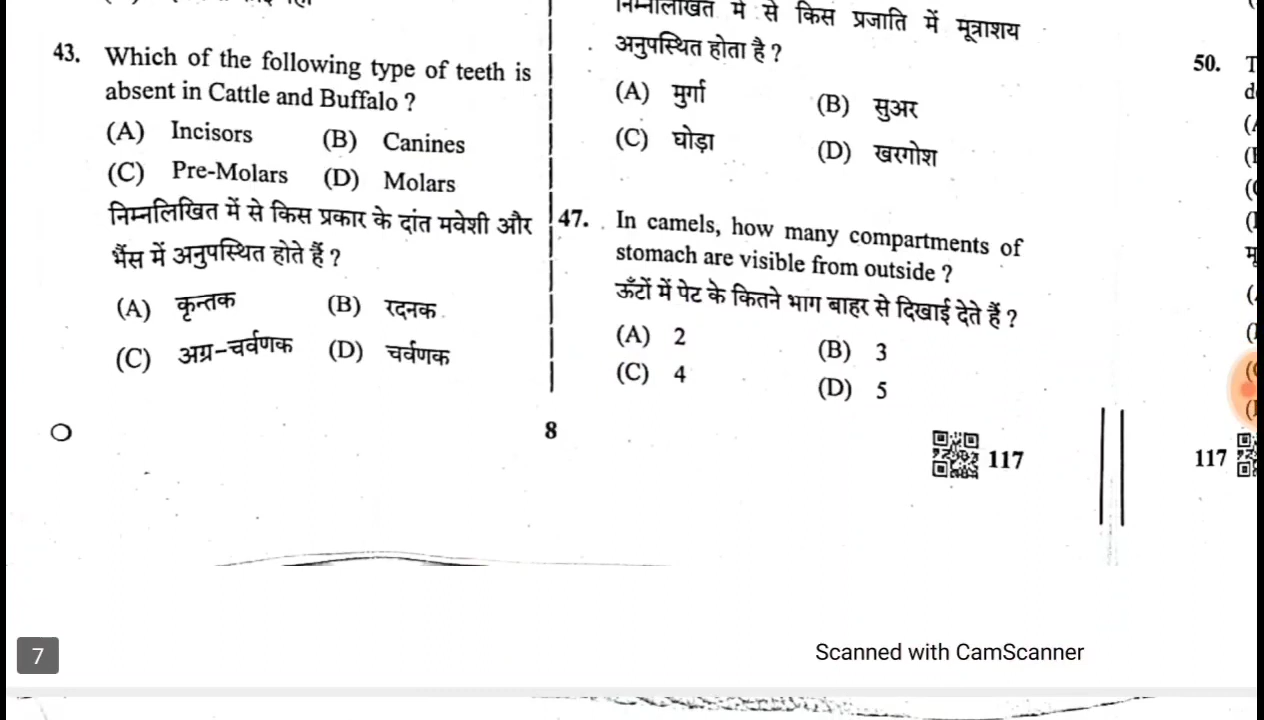 43. Which of the following type of teeth is
absent in Cattle and Buffalo ?
(A) Incisors (B) Canines
(C) Pre-Molars (D) Molars
निम्नलिखित में से किस प्रकार के दांत मवेशी और
भैंस में अनुपस्थित होते हैं ?
(A) कृन्तक (B) रदनक
(C) अग्र-चर्वणक (D) चर्वणक
निम्नलिखित में से किस प्रजाति में मूत्राशय
अनुपस्थित होता है ?
(A) मुर्गा (B) सुअर
(C) घोड़ा (D) खरगोश
47. In camels, how many compartments of
stomach are visible from outside ?
ऊँटों में पेट के कितने भाग बाहर से दिखाई देते हैं ?
(A) 2 (B) 3
(C) 4 (D) 5
8
117
50.
117
7
Scanned with CamScanner